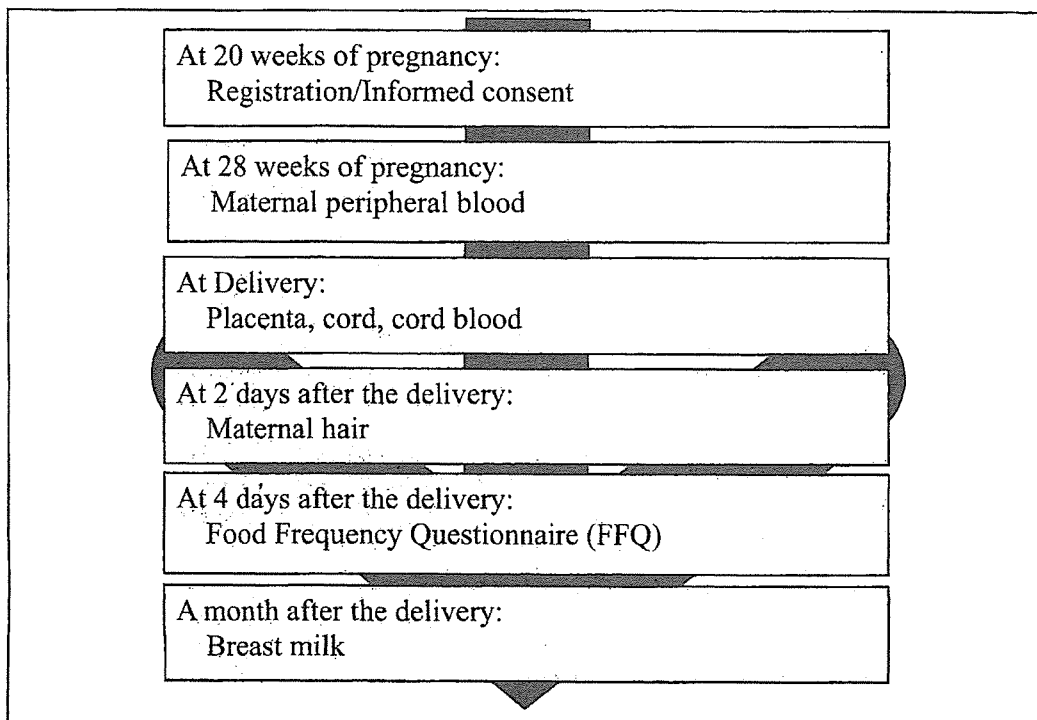 At 20 weeks of pregnancy:
Registration/Informed consent
At 28 weeks of pregnancy:
Maternal peripheral blood
At Delivery:
Placenta, cord, cord blood
At 2 days after the delivery:
Maternal hair
At 4 days after the delivery:
Food Frequency Questionnaire (FFQ)
A month after the delivery:
Breast milk